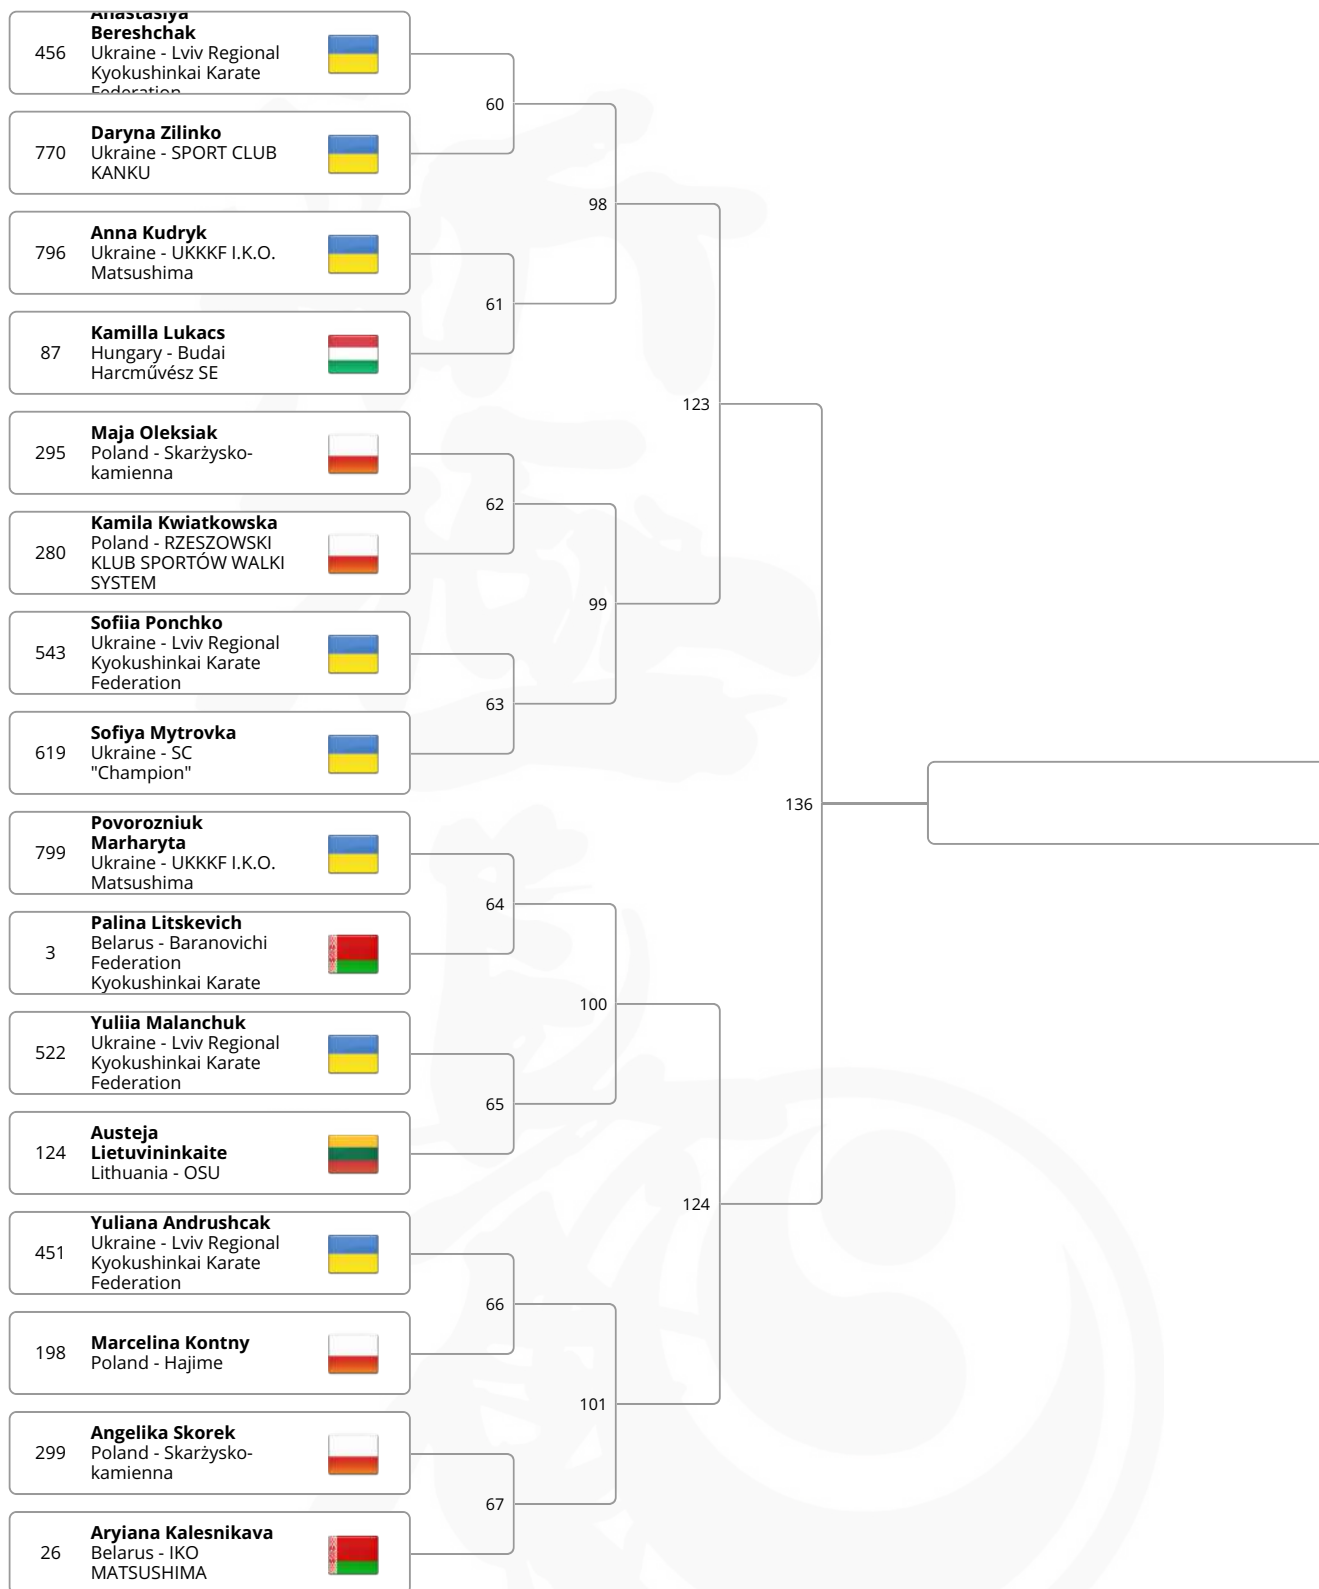 Anastasiya
Bereshchak
456
Ukraine - Lviv Regional
Kyokushinkai Karate
Federation
60
770
Daryna Zilinko
Ukraine - SPORT CLUB
KANKU
98
796
Anna Kudryk
Ukraine - UKKKF I.K.O.
Matsushima
61
87
Kamilla Lukacs
Hungary - Budai
Harcművész SE
123
295
Maja Oleksiak
Poland - Skarżysko-
kamienna
62
280
Kamila Kwiatkowska
Poland - RZESZOWSKI
KLUB SPORTÓW WALKI
SYSTEM
99
543
Sofiia Ponchko
Ukraine - Lviv Regional
Kyokushinkai Karate
Federation
63
619
Sofiya Mytrovka
Ukraine - SC
"Champion"
136
799
Povorozniuk
Marharyta
Ukraine - UKKKF I.K.O.
Matsushima
64
3
Palina Litskevich
Belarus - Baranovichi
Federation
Kyokushinkai Karate
100
522
Yuliia Malanchuk
Ukraine - Lviv Regional
Kyokushinkai Karate
Federation
65
124
Austeja
Lietuvininkaite
Lithuania - OSU
124
451
Yuliana Andrushcak
Ukraine - Lviv Regional
Kyokushinkai Karate
Federation
66
198
Marcelina Kontny
Poland - Hajime
101
299
Angelika Skorek
Poland - Skarżysko-
kamienna
67
26
Aryiana Kalesnikava
Belarus - IKO
MATSUSHIMA